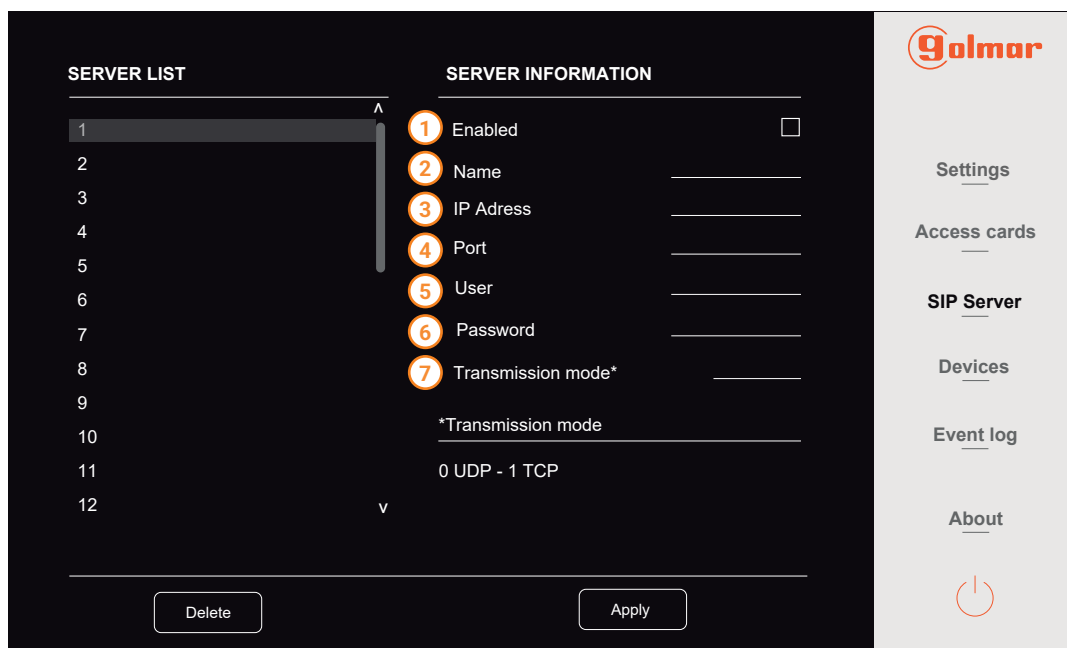 SERVER LIST
^
1
2
3
4
5
6
7
8
9
10
11
12
v
Delete
SERVER INFORMATION
1 Enabled
2 Name
3 IP Adress
4 Port
5 User
6 Password
7 Transmission mode*
*Transmission mode
0 UDP - 1 TCP
Apply
golmar
Settings
Access cards
SIP Server
Devices
Event log
About